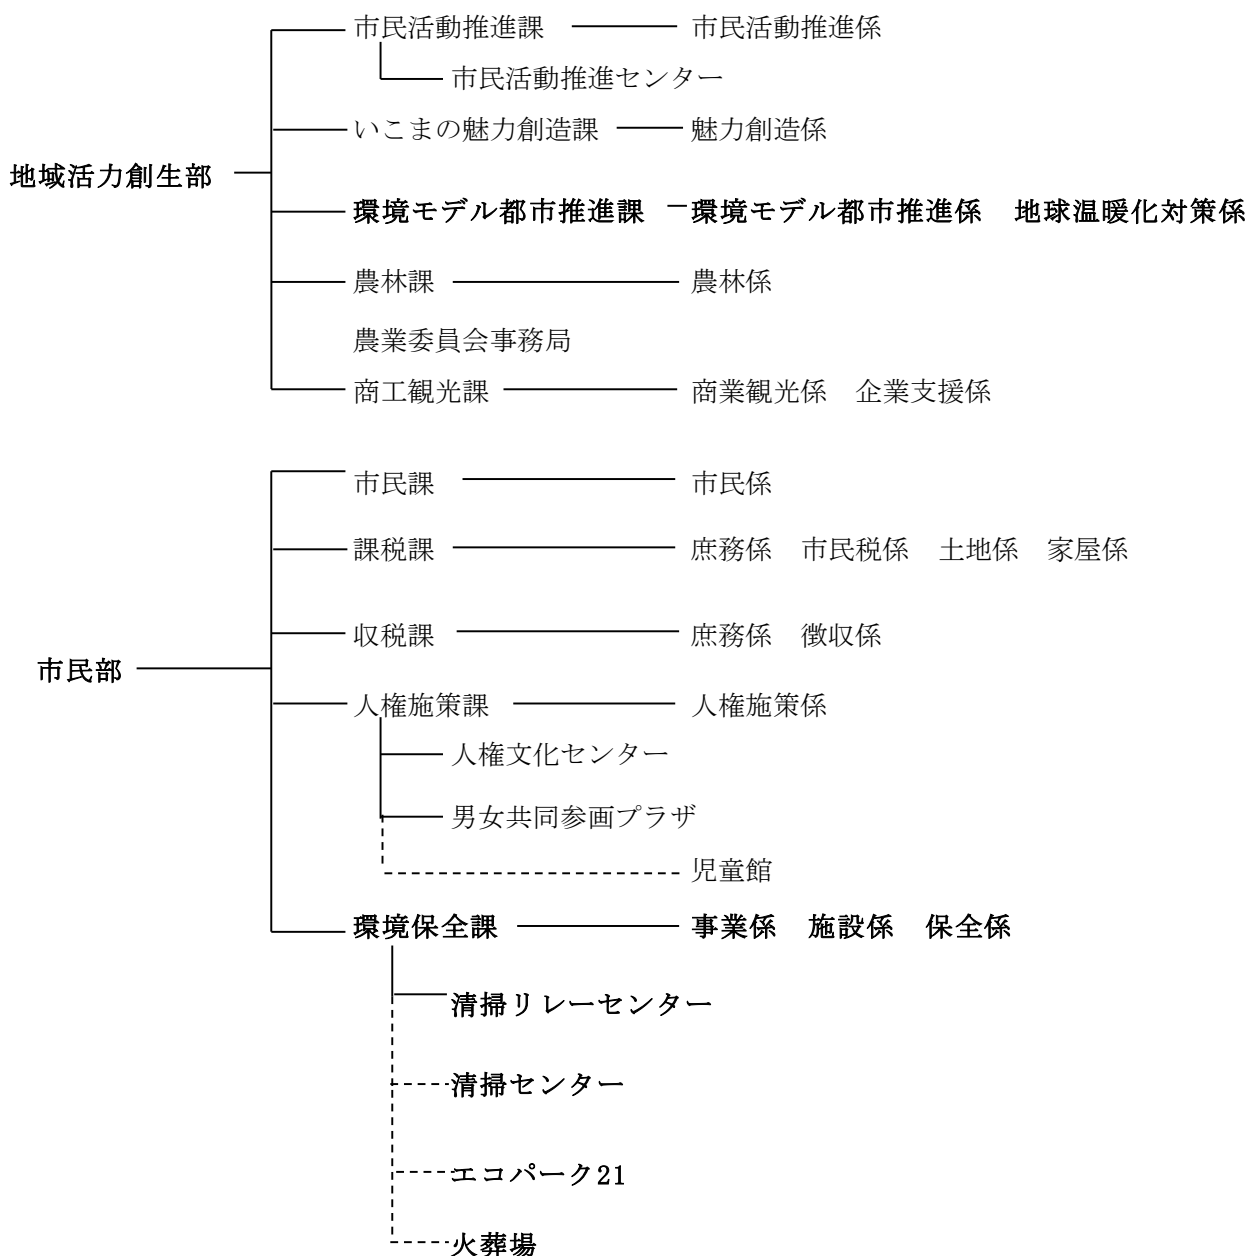 市民活動推進課 市民活動推進係
市民活動推進センター
いこまの魅力創造課 魅力創造係
地域活力創生部
環境モデル都市推進課 環境モデル都市推進係 地球温暖化対策係
農林課 農林係
農業委員会事務局
商工観光課 商業観光係 企業支援係
市民課 市民係
課税課 庶務係 市民税係 土地係 家屋係
収税課 庶務係 徴収係
市民部
人権施策課 人権施策係
人権文化センター
男女共同参画プラザ
児童館
環境保全課 事業係 施設係 保全係
清掃リレーセンター
清掃センター
エコパーク21
火葬場